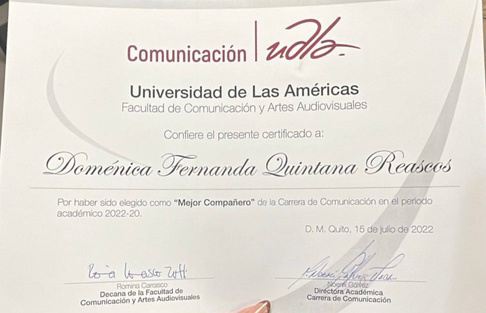 Comunicación | udla-
Universidad de Las Américas
Facultad de Comunicación y Artes Audiovisuales
Confiere el presente certificado a:
Doménica Fernanda Quintana Reascos
Por haber sido elegido como "Mejor Compañero" de la Carrera de Comunicación en el periodo
académico 2022-20.
D. M. Quito, 15 de julio de 2022
Romina Carrasco
Decana de la Facultad de
Comunicación y Artes Audiovisuales
Directora Académica
Carrera de Comunicación